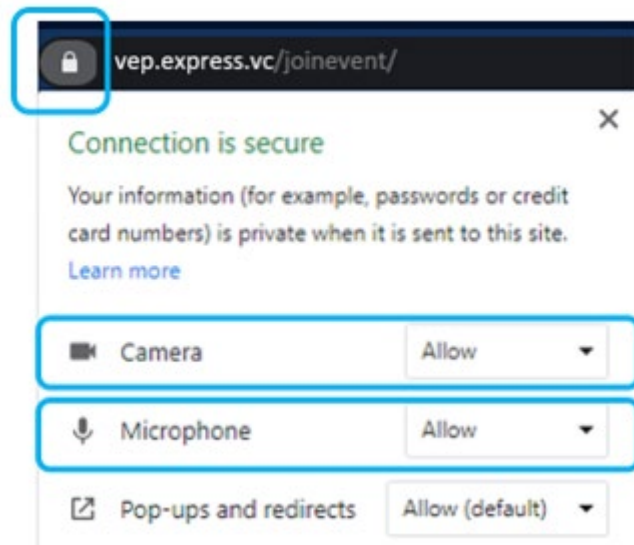 vep.express.vc/joinevent/
Connection is secure
Your information (for example, passwords or credit
card numbers) is private when it is sent to this site.
Learn more
Camera Allow
Microphone Allow
Pop-ups and redirects Allow (default)